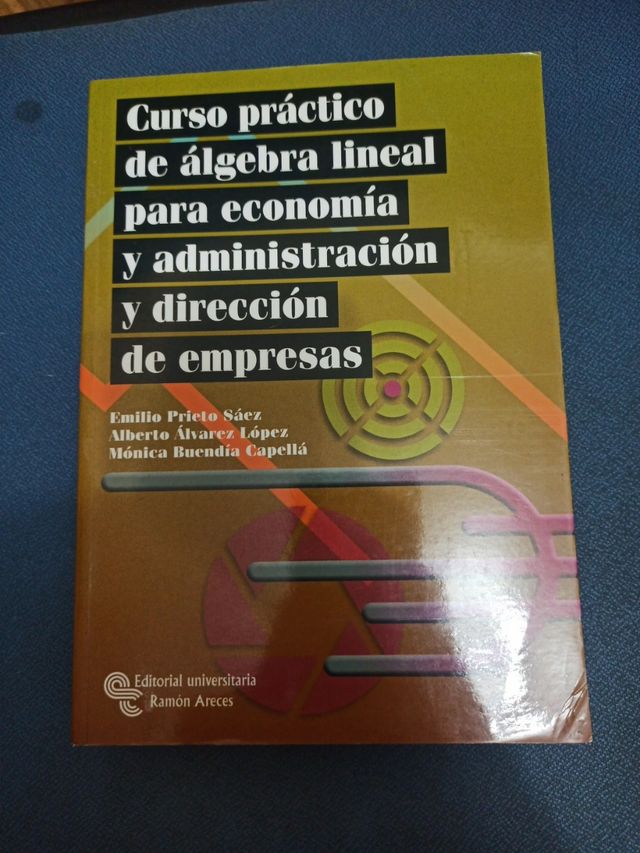 Curso práctico
de álgebra lineal
para economía
y administración
y dirección
de empresas
Emilio Prieto Sáez
Alberto Álvarez López
Mónica Buendía Capellá
Editorial universitaria
Ramón Areces